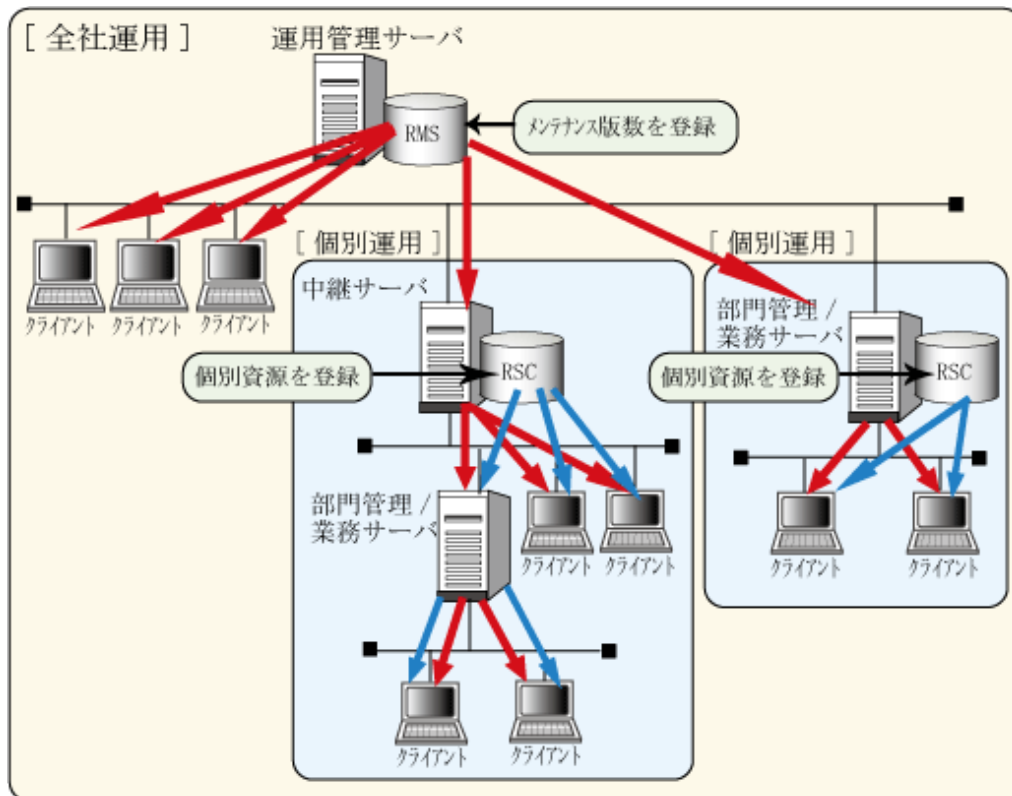 [ 全社運用 ]
運用管理サーバ
RMS
ﾒﾝﾃﾅﾝｽ版数を登録
ｸﾗｲｱﾝﾄ
ｸﾗｲｱﾝﾄ
ｸﾗｲｱﾝﾄ
[ 個別運用 ]
中継サーバ
個別資源を登録
RSC
部門管理 /
業務サーバ
ｸﾗｲｱﾝﾄ
ｸﾗｲｱﾝﾄ
ｸﾗｲｱﾝﾄ
ｸﾗｲｱﾝﾄ
[ 個別運用 ]
部門管理 /
業務サーバ
個別資源を登録
RSC
ｸﾗｲｱﾝﾄ
ｸﾗｲｱﾝﾄ